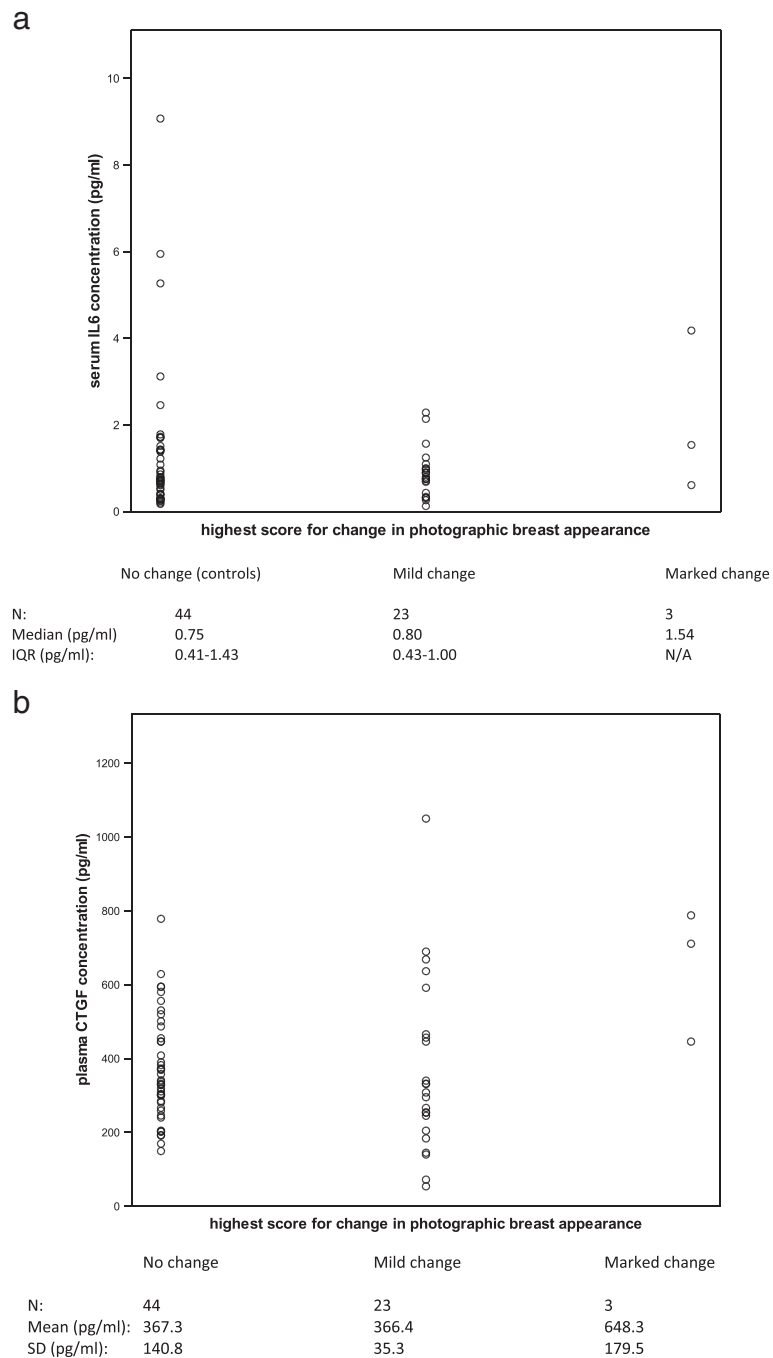 a
10
8
6
4
2
0
serum IL6 concentration (pg/ml)
highest score for change in photographic breast appearance
No change (controls) Mild change Marked change
N: 44 23 3
Median (pg/ml) 0.75 0.80 1.54
IQR (pg/ml): 0.41-1.43 0.43-1.00 N/A
b
1200
1000
800
600
400
200
0
plasma CTGF concentration (pg/ml)
highest score for change in photographic breast appearance
No change Mild change Marked change
N: 44 23 3
Mean (pg/ml): 367.3 366.4 648.3
SD (pg/ml): 140.8 35.3 179.5